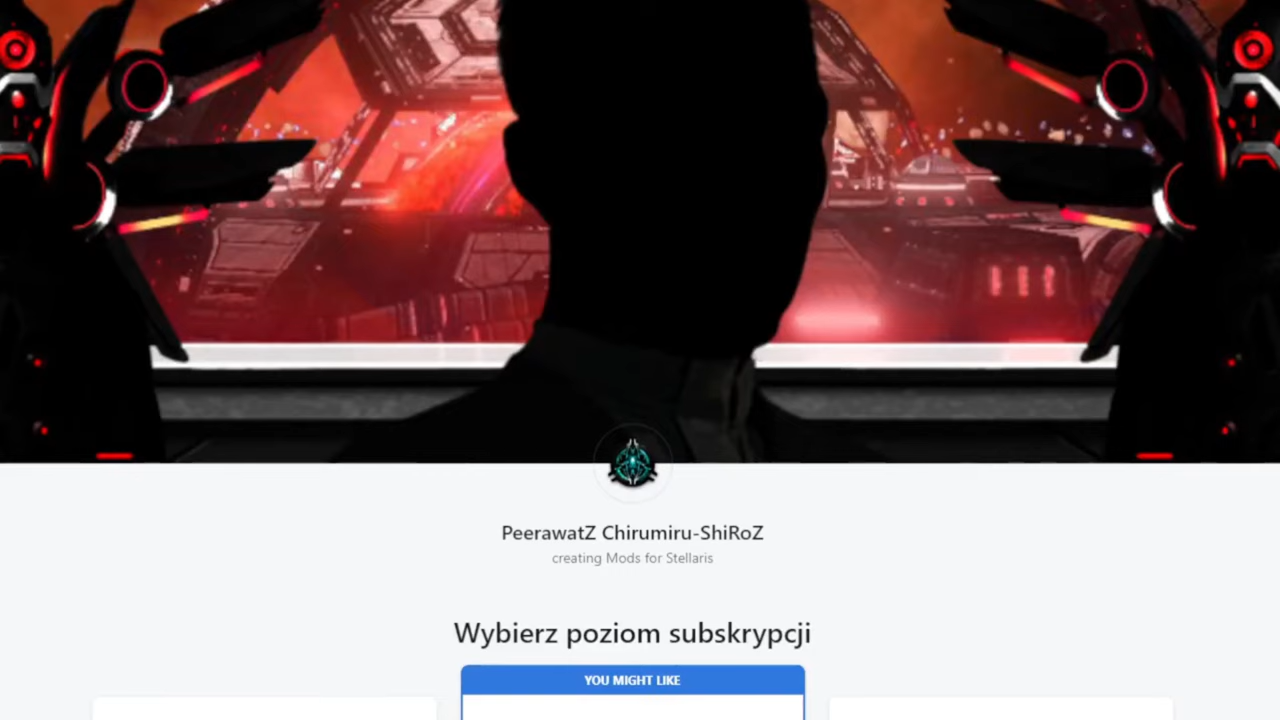 PeerawatZ Chirumiru-ShiRoZ
creating Mods for Stellaris
Wybierz poziom subskrypcji
YOU MIGHT LIKE